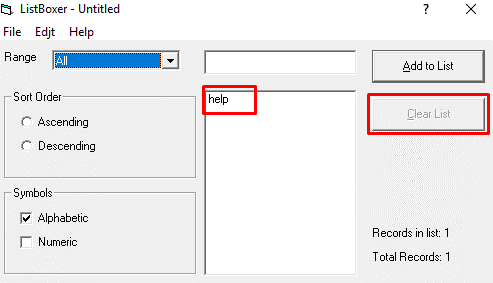 ListBoxer - Untitled
File Edjt Help
Range All Add to List
help
Sort Order
Ascending
Descending
Clear List
Symbols
Alphabetic
Numeric
Records in list: 1
Total Records: 1